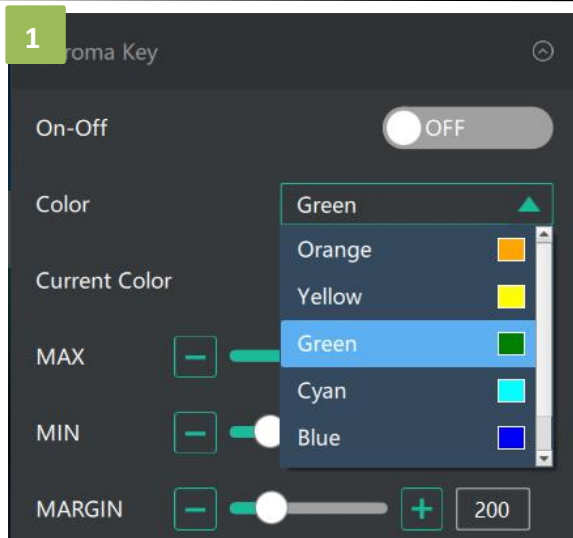 1
roma Key
On-Off OFF
Color Green
Orange
Yellow
Current Color
Green
MAX
Cyan
MIN
Blue
MARGIN 200